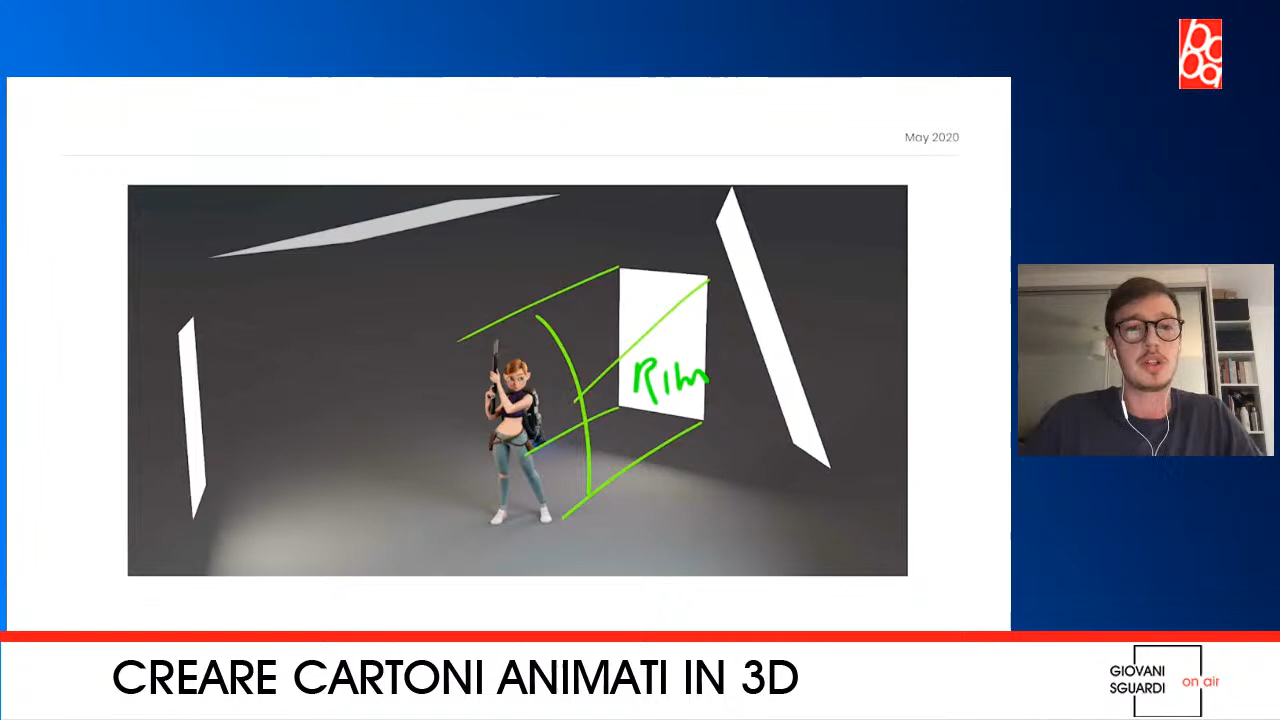 May 2020
Rim
CREARE CARTONI ANIMATI IN 3D
GIOVANI
SGUARDI
on air